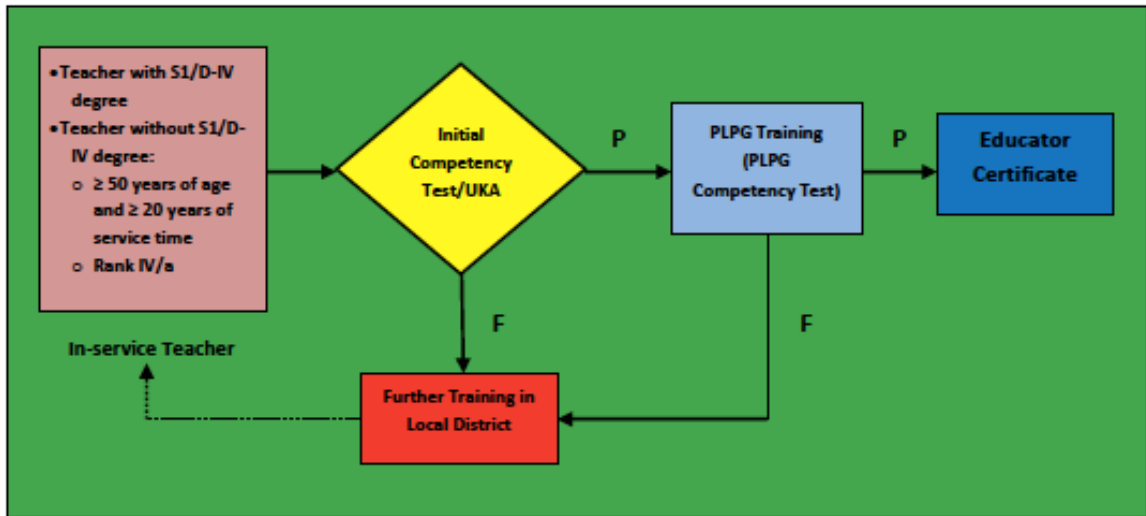 •Teacher with S1/D-IV
degree
•Teacher without S1/D-
IV degree:
o ≥ 50 years of age
and ≥ 20 years of
service time
o Rank IV/a
In-service Teacher
Initial
Competency
Test/UKA
P
F
PLPG Training
(PLPG
Competency Test)
P
F
Educator
Certificate
Further Training in
Local District